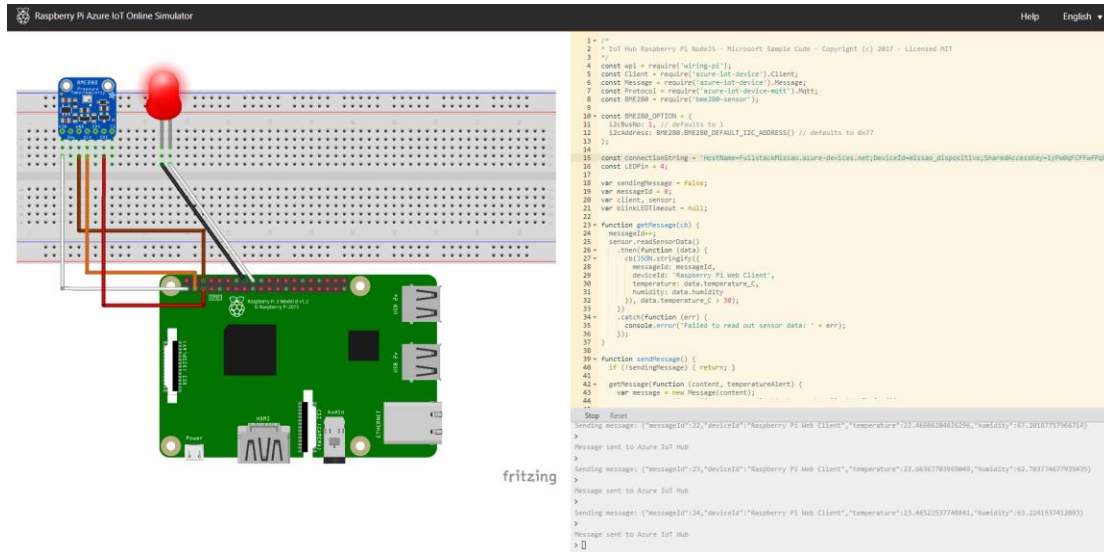 Raspberry Pi Azure IoT Online Simulator
Help
English
BME280
Pressure
fritzing
Raspberry Pi 3 Model B v1.2
© Raspberry Pi 2015
GPIO
USB 2x
USB 2x
ETHERNET
Audio
HDMI
Power
1 /*
2 * IoT Hub Raspberry Pi NodeJS - Microsoft Sample Code - Copyright (c) 2017 - Licensed MIT
3 */
4 const wpi = require('wiring-pi');
5 const Client = require('azure-iot-device').Client;
6 const Message = require('azure-iot-device').Message;
7 const Protocol = require('azure-iot-device-mqtt').Mqtt;
8 const BME280 = require('bme280-sensor');
9
10 const BME280_OPTION = {
11 i2cBusNo: 1, // defaults to 1
12 i2cAddress: BME280.BME280_DEFAULT_I2C_ADDRESS() // defaults to 0x77
13 };
14
15 const connectionString = 'HostName=FullstackMissao.azure-devices.net;DeviceId=missao_dispositivo;SharedAccessKey=
16 const LEDPin = 4;
17
18 var sendingMessage = false;
19 var messageId = 0;
20 var client, sensor;
21 var blinkLEDTimeout = null;
22
23 function getMessage(cb) {
24 messageId++;
25 sensor.readSensorData()
26 .then(function (data) {
27 cb(JSON.stringify({
28 messageId: messageId,
29 deviceId: 'Raspberry Pi Web Client',
30 temperature: data.temperature_C,
31 humidity: data.humidity
32 }), data.temperature_C > 30);
33 })
34 .catch(function (err) {
35 console.error('Failed to read out sensor data: ' + err);
36 });
37 }
38
39 function sendMessage() {
40 if (!sendingMessage) { return; }
41
42 getMessage(function (content, temperatureAlert) {
43 var message = new Message(content);
44
Stop Reset
Sending message: {"messageId":22,"deviceId":"Raspberry Pi Web Client","temperature":22.46606204626296,"humidity":67.20187757966714}
>
Message sent to Azure IoT Hub
>
Sending message: {"messageId":23,"deviceId":"Raspberry Pi Web Client","temperature":22.66367703969049,"humidity":62.703774677935435}
>
Message sent to Azure IoT Hub
>
Sending message: {"messageId":24,"deviceId":"Raspberry Pi Web Client","temperature":23.46522537748841,"humidity":63.2241537412093}
>
Message sent to Azure IoT Hub
>